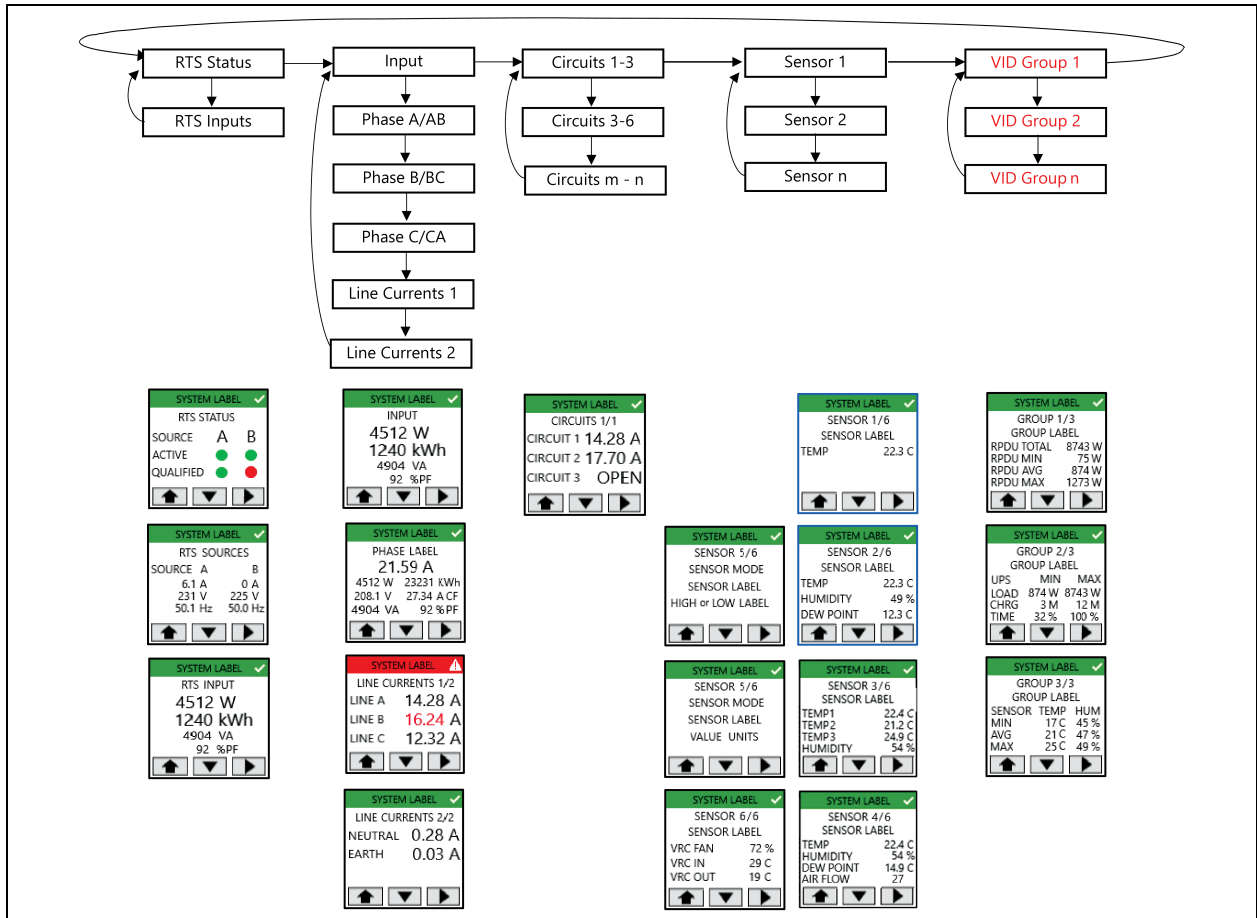 RTS Status
Input
Circuits 1-3
Sensor 1
VID Group 1
RTS Inputs
Phase A/AB
Circuits 3-6
Sensor 2
VID Group 2
Phase B/BC
Circuits m - n
Sensor n
VID Group n
Phase C/CA
Line Currents 1
Line Currents 2
SYSTEM LABEL
RTS STATUS
SOURCE A B
ACTIVE
QUALIFIED
SYSTEM LABEL
RTS SOURCES
SOURCE A B
6.1 A 0 A
231 V 225 V
50.1 Hz 50.0 Hz
SYSTEM LABEL
RTS INPUT
4512 W
1240 kWh
4904 VA
92 %PF
SYSTEM LABEL
INPUT
4512 W
1240 kWh
4904 VA
92 %PF
SYSTEM LABEL
PHASE LABEL
21.59 A
4512 W 23231 KWh
208.1 V 27.34 A CF
4904 VA 92 %PF
SYSTEM LABEL
LINE CURRENTS 1/2
LINE A 14.28 A
LINE B 16.24 A
LINE C 12.32 A
SYSTEM LABEL
LINE CURRENTS 2/2
NEUTRAL 0.28 A
EARTH 0.03 A
SYSTEM LABEL
CIRCUITS 1/1
CIRCUIT 1 14.28 A
CIRCUIT 2 17.70 A
CIRCUIT 3 OPEN
SYSTEM LABEL
SENSOR 5/6
SENSOR MODE
SENSOR LABEL
HIGH or LOW LABEL
SYSTEM LABEL
SENSOR 5/6
SENSOR MODE
SENSOR LABEL
VALUE UNITS
SYSTEM LABEL
SENSOR 6/6
SENSOR LABEL
VRC FAN 72 %
VRC IN 29 C
VRC OUT 19 C
SYSTEM LABEL
SENSOR 1/6
SENSOR LABEL
TEMP 22.3 C
SYSTEM LABEL
SENSOR 2/6
SENSOR LABEL
TEMP 22.3 C
HUMIDITY 49 %
DEW POINT 12.3 C
SYSTEM LABEL
SENSOR 3/6
SENSOR LABEL
TEMP1 22.4 C
TEMP2 21.2 C
TEMP3 24.9 C
HUMIDITY 54 %
SYSTEM LABEL
SENSOR 4/6
SENSOR LABEL
TEMP 22.4 C
HUMIDITY 54 %
DEW POINT 14.9 C
AIR FLOW 27
SYSTEM LABEL
GROUP 1/3
GROUP LABEL
RPDU TOTAL 8743 W
RPDU MIN 75 W
RPDU AVG 874 W
RPDU MAX 1273 W
SYSTEM LABEL
GROUP 2/3
GROUP LABEL
UPS MIN MAX
LOAD 874 W 8743 W
CHRG 3 M 12 M
TIME 32 % 100 %
SYSTEM LABEL
GROUP 3/3
GROUP LABEL
SENSOR TEMP HUM
MIN 17 C 45 %
AVG 21 C 47 %
MAX 25 C 49 %